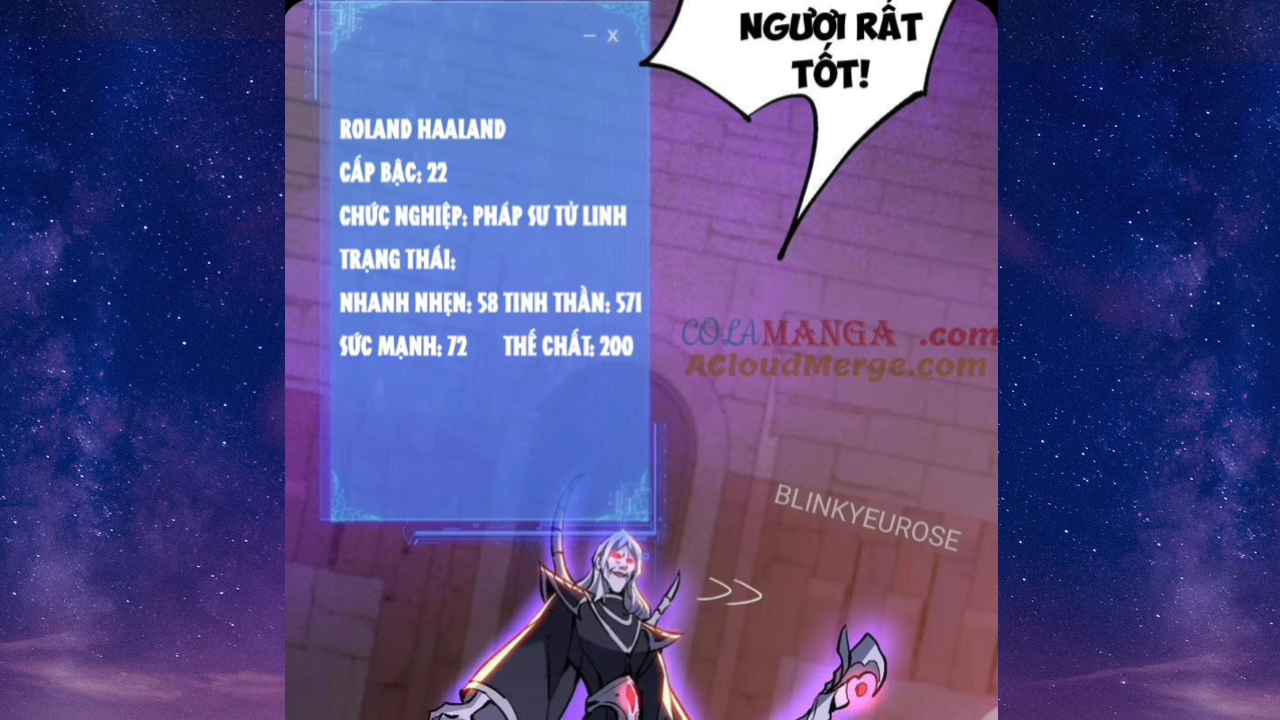 NGƯƠI RẤT
TỐT!
– X
ROLAND HAALAND
CẤP BẬC: 22
CHỨC NGHIỆP: PHÁP SƯ TỬ LINH
TRẠNG THÁI:
NHANH NHẸN: 58 TINH THẦN: 571
SỨC MẠNH: 72 THỂ CHẤT: 200
COLAMANGA.com
ACloudMerge.com
BLINKYEUROSE